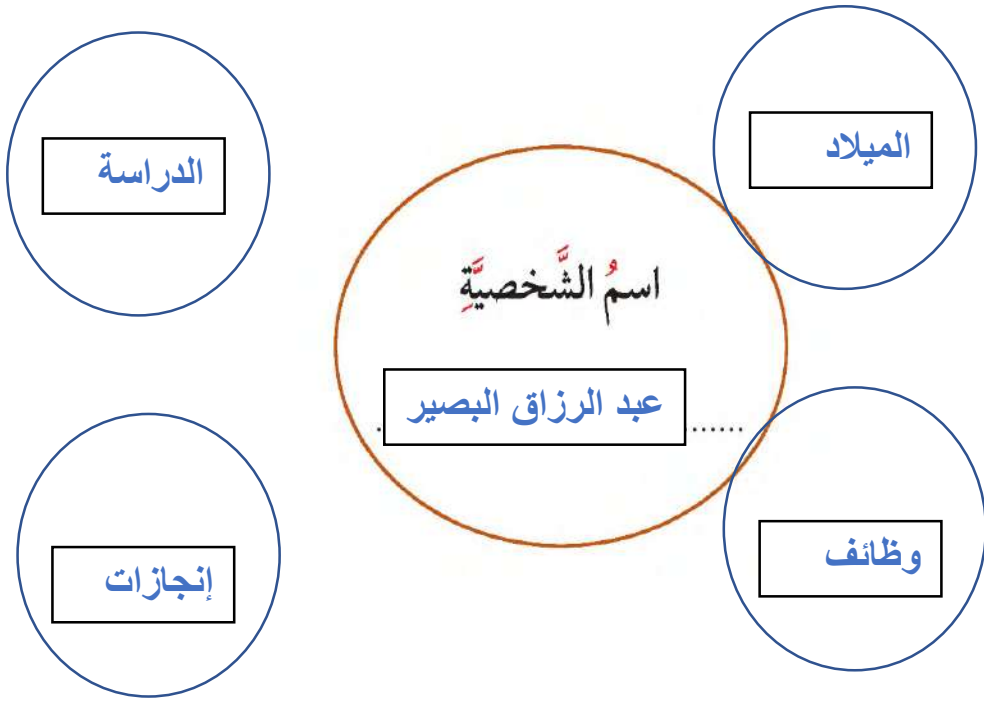 الميلاد
الدراسة
اسمُ الشَّخصيَّةِ
عبد الرزاق البصير
وظائف
إنجازات